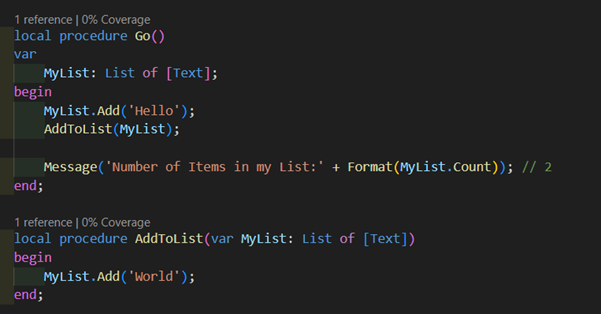 1 reference | 0% Coverage
local procedure Go()
var
    MyList: List of [Text];
begin
    MyList.Add('Hello');
    AddToList(MyList);

    Message('Number of Items in my List:' + Format(MyList.Count)); // 2
end;

1 reference | 0% Coverage
local procedure AddToList(var MyList: List of [Text])
begin
    MyList.Add('World');
end;